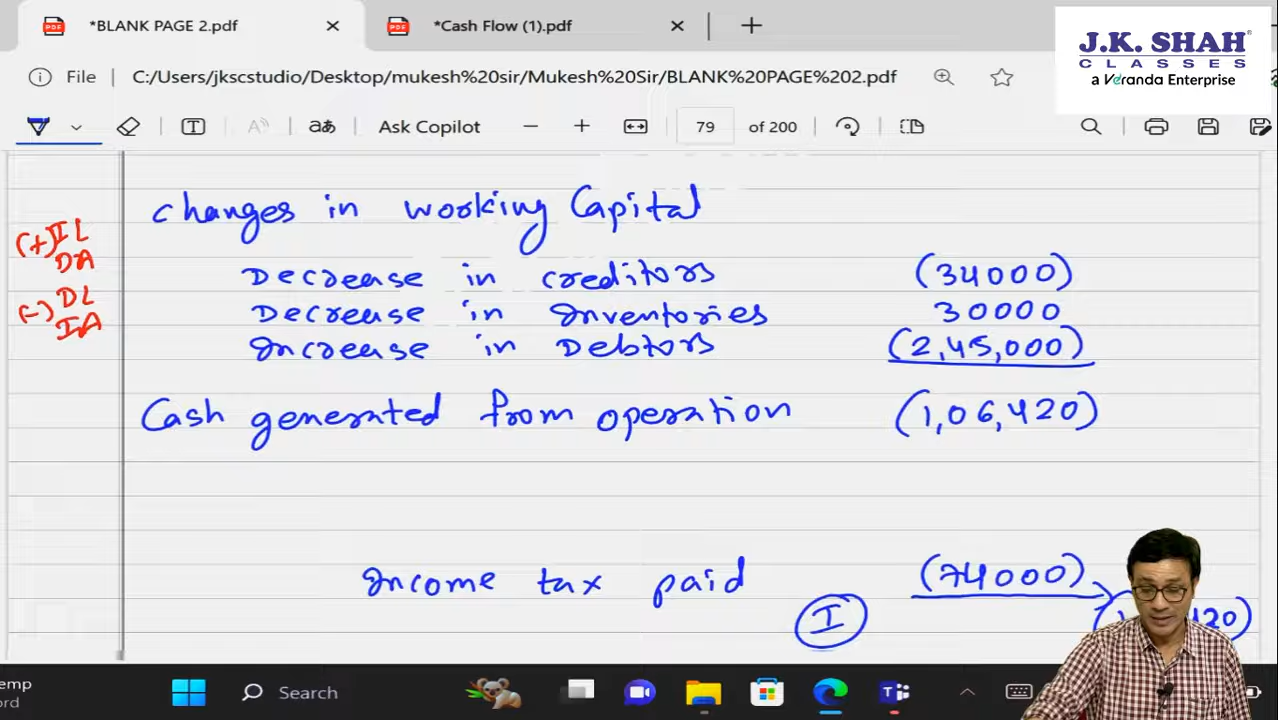 *BLANK PAGE 2.pdf
*Cash Flow (1).pdf
J.K. SHAH®
CLASSES
a Veranda Enterprise
File C:/Users/jkscstudio/Desktop/mukesh%20sir/Mukesh%20Sir/BLANK%20PAGE%202.pdf
Ask Copilot 79 of 200
Changes in working Capital
(+) IL
DA
(-) DL
IA
Decrease in creditors (34000)
Decrease in Inventories 30000
Increase in Debtors (2,45,000)
Cash generated from operation (1,06,420)
Income tax paid (74000)
I
Search